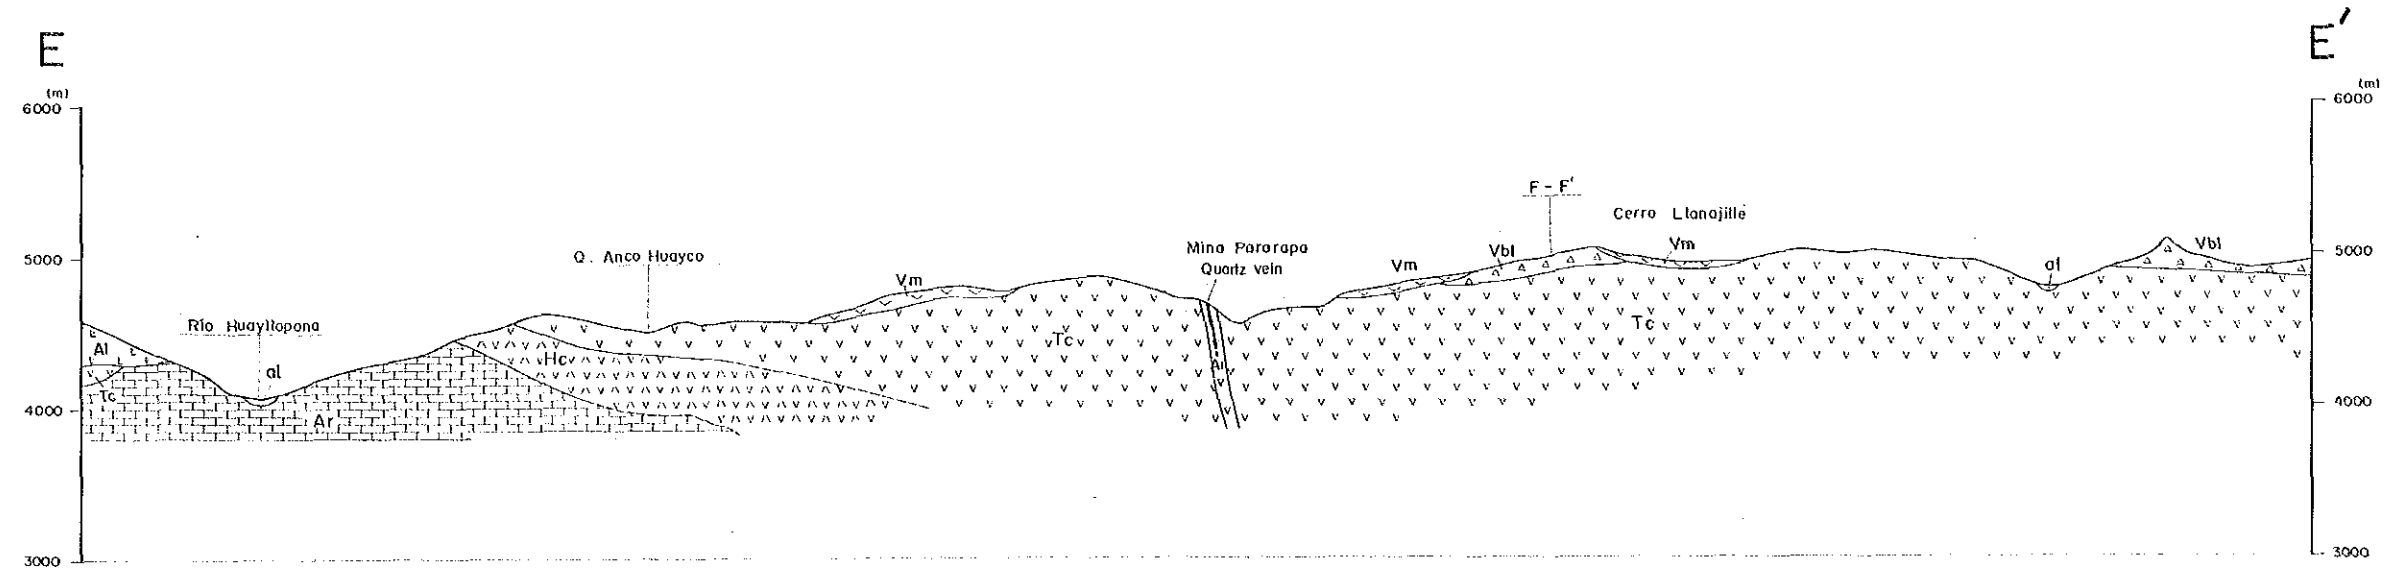 E
E'
(m)
6000
(m)
6000
F - F'
Cerro Llanajille
Mina Pararapa
Quartz vein
Q. Anco Huayco
Vm
Vm
Vbl
Vm
Vbl
al
5000
5000
Río Huayllopana
Al
al
Tc
Hc
Tc
Tc
Ar
4000
4000
3000
3000